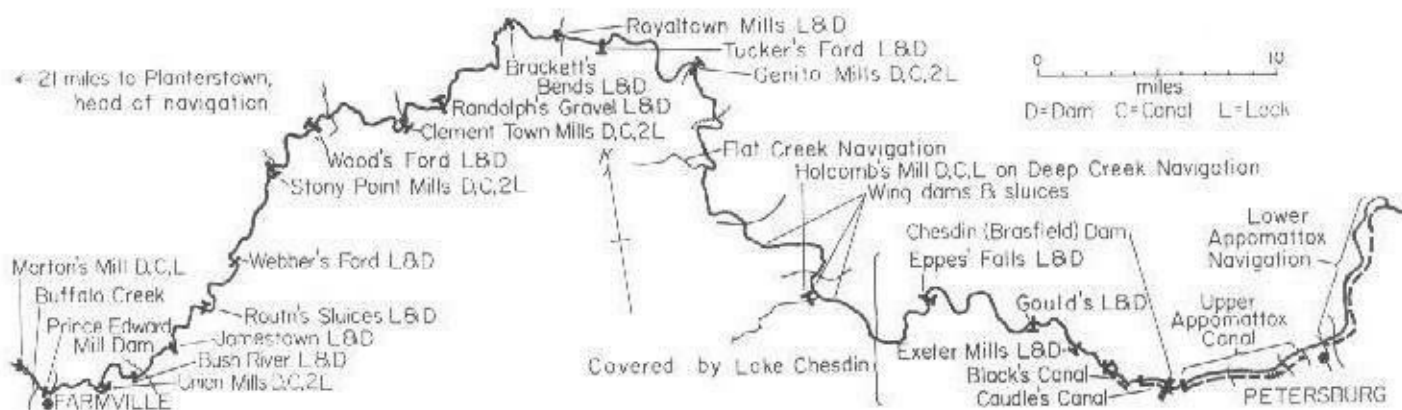 ← 21 miles to Planterstown,
head of navigation
Royaltown Mills L&D
Tucker's Ford L&D
Genito Mills D,C,2L
Brackett's
Bends L&D
Randolph's Gravel L&D
Clement Town Mills D,C,2L
Wood's Ford L&D
Stony Point Mills D,C,2L
0 10
miles
D=Dam C=Canal L=Lock
N
Flat Creek Navigation
Holcomb's Mill D,C,L on Deep Creek Navigation
Wing dams & sluices
Webber's Ford L&D
Morton's Mill D,C,L
Buffalo Creek
Prince Edward
Mill Dam
Routn's Sluices L&D
Jamestown L&D
Bush River L&D
Union Mills D,C,2L
FARMVILLE
Chesdin (Brasfield) Dam
Eppes' Falls L&D
Gould's L&D
Covered by Lake Chesdin
Exeter Mills L&D
Black's Canal
Caudle's Canal
Lower
Appomattox
Navigation
Upper
Appomattox
Canal
PETERSBURG